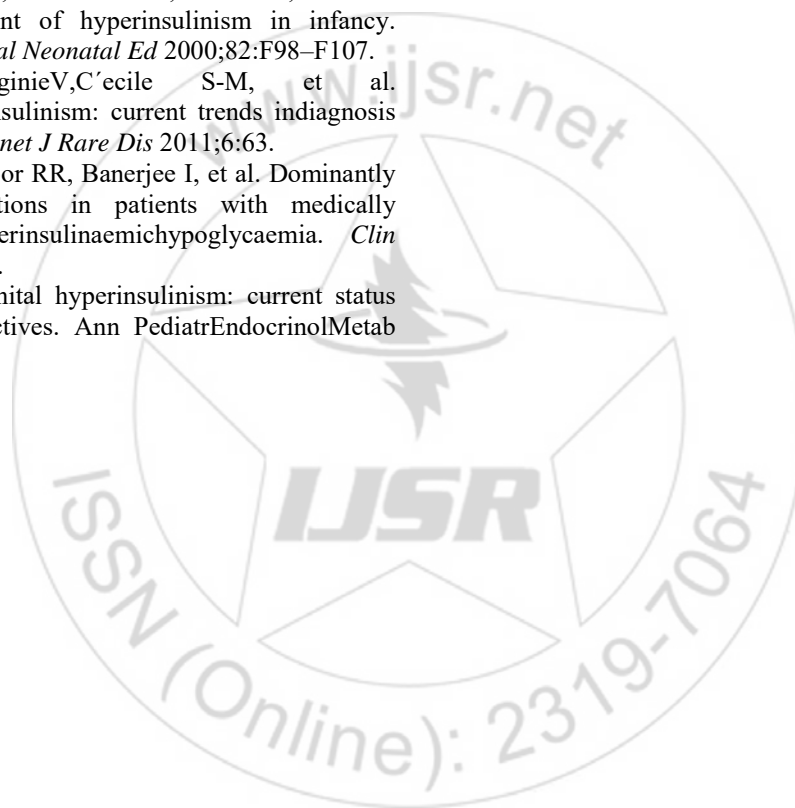 nt of hyperinsulinism in infancy.
al Neonatal Ed 2000;82:F98–F107.
ginieV,C´ecile S-M, et al.
nsulinism: current trends indiagnosis
net J Rare Dis 2011;6:63.
or RR, Banerjee I, et al. Dominantly
tions in patients with medically
erinsulinaemichypoglycaemia. Clin
.
nital hyperinsulinism: current status
ctives. Ann PediatrEndocrinolMetab
www.ijsr.net
IJSR
ISSN (Online): 2319-7064